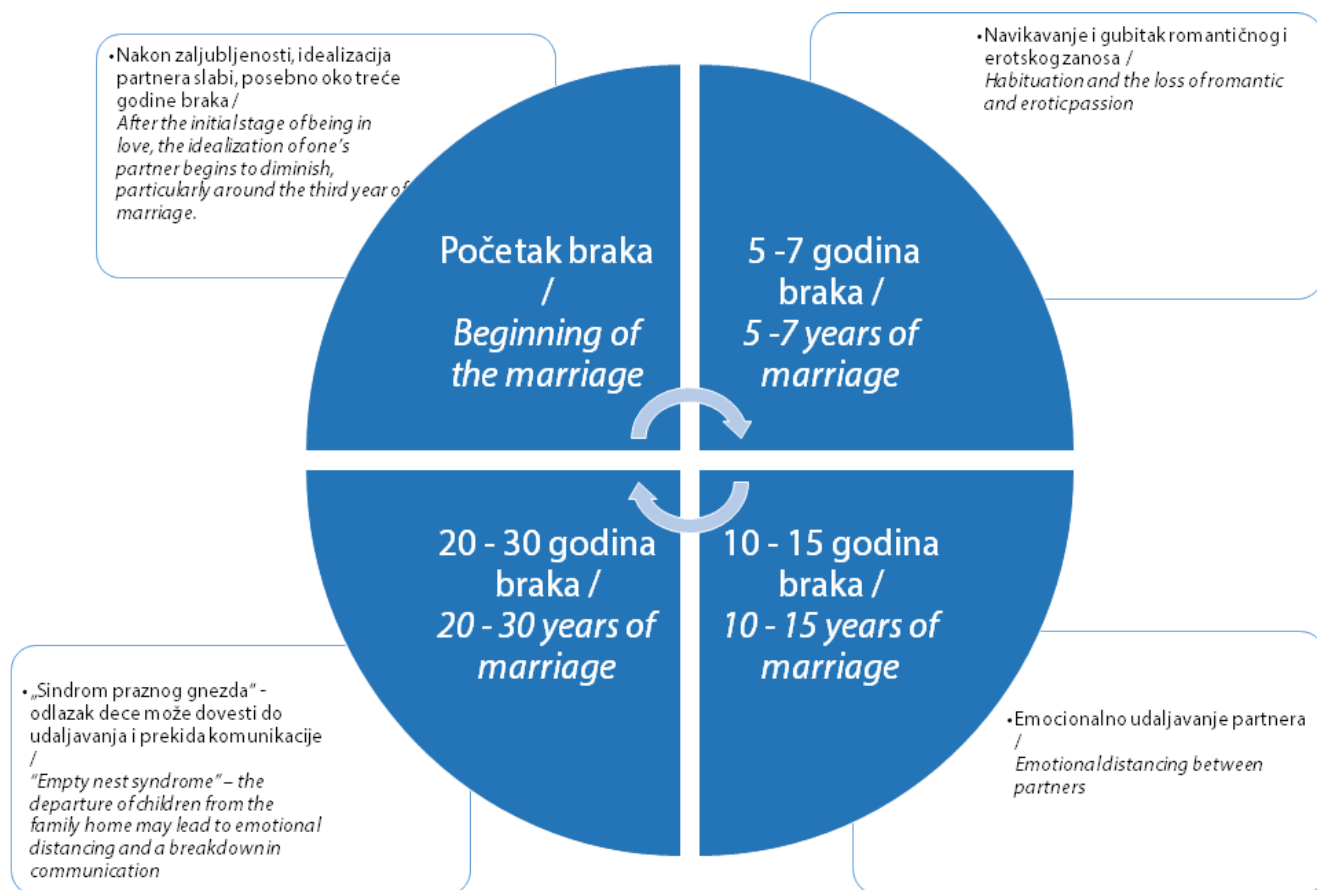 •Nakon zaljubljenosti, idealizacija
partnera slabi, posebno oko treće
godine braka /
After the initial stage of being in
love, the idealization of one's
partner begins to diminish,
particularly around the third year of
marriage.
•Navikavanje i gubitak romantičnog i
erotskog zanosa /
Habituation and the loss of romantic
and erotic passion
Početak braka
/
Beginning of
the marriage
5 -7 godina
braka /
5 -7 years of
marriage
20 - 30 godina
braka /
20 - 30 years of
marriage
10 - 15 godina
braka /
10 - 15 years of
marriage
•„Sindrom praznog gnezda“ -
odlazak dece može dovesti do
udaljavanja i prekida komunikacije
/
“Empty nest syndrome” – the
departure of children from the
family home may lead to emotional
distancing and a breakdown in
communication
•Emocionalno udaljavanje partnera
/
Emotional distancing between
partners